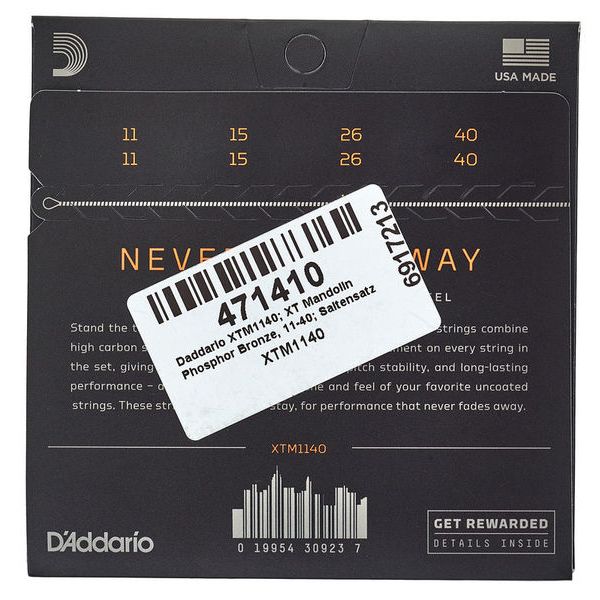 USA MADE
11 15 26 40
11 15 26 40
NEVE WAY
EL
471410
Daddario XTM1140; XT Mandolin
Phosphor Bronze, 11-40; Saitensatz
XTM1140
6917213
Stand the t strings combine
high carbon s ment on every string in
the set, giving pitch stability, and long-lasting
performance – a ne and feel of your favorite uncoated
strings. These stri stay, for performance that never fades away.
XTM1140
D'Addario
0 19954 30923 7
GET REWARDED
DETAILS INSIDE